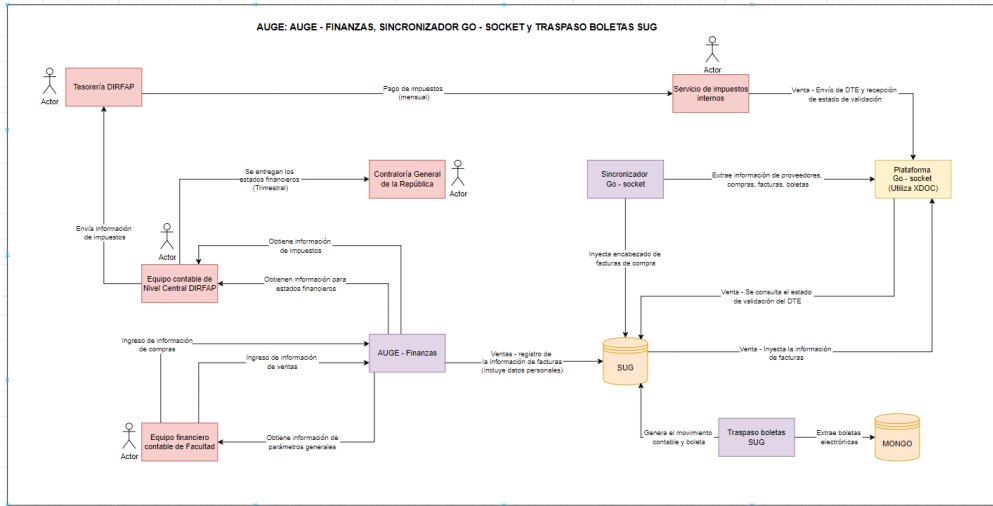 AUGE: AUGE - FINANZAS, SINCRONIZADOR GO - SOCKET y TRASPASO BOLETAS SUG
Actor
Tesorería DIRFAP
Pago de impuestos
(mensual)
Actor
Servicio de impuestos
internos
Venta - Envío de DTE y recepción
de estado de validación
Se entregan los
estados financieros
(Trimestral)
Contraloría General
de la República
Actor
Sincronizador
Go - socket
Extrae información de proveedores,
compras, facturas, boletas
Plataforma
Go - socket
(Utiliza XDOC)
Envía información
de impuestos
Actor
Equipo contable de
Nivel Central DIRFAP
Obtiene información
de impuestos
Obtienen información para
estados financieros
Inyecta encabezado de
facturas de compra
Venta - Se consulta el estado
de validación del DTE
Ingreso de información
de compras
Ingreso de información
de ventas
AUGE - Finanzas
Ventas - registro de
la información de facturas
(Incluye datos personales)
SUG
Venta - Inyecta la información
de facturas
Actor
Equipo financiero
contable de Facultad
Obtiene información de
parámetros generales
Genera el movimiento
contable y boleta
Traspaso boletas
SUG
Extrae boletas
electrónicas
MONGO